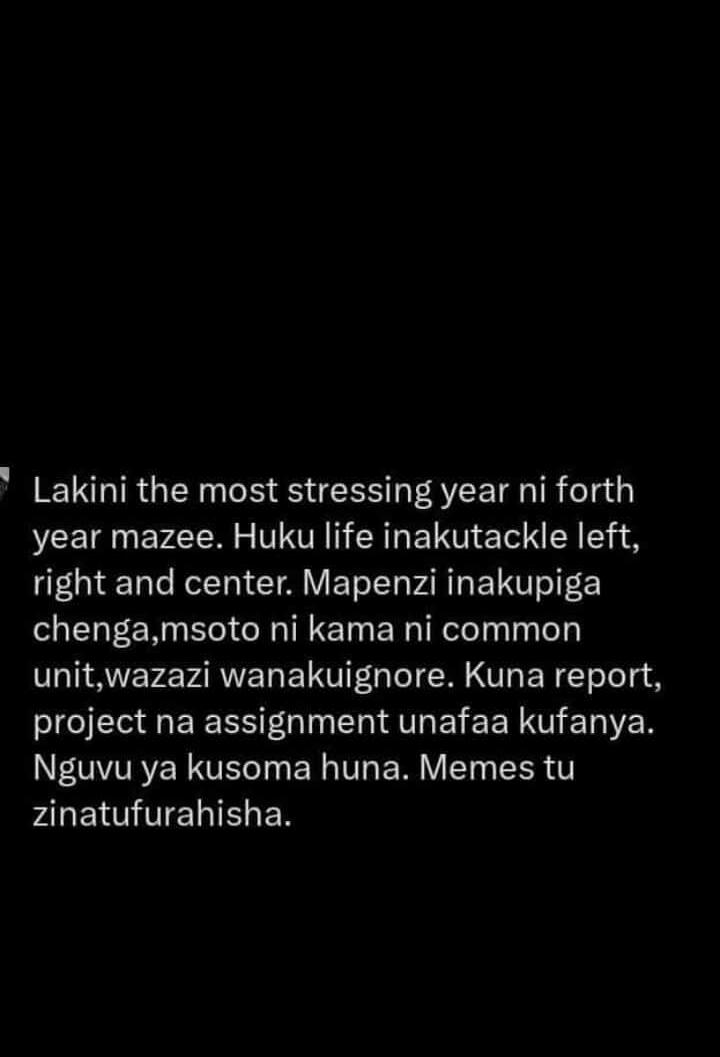 Lakini the most stressing year ni forth
year mazee. Huku life inakutackle left,
right and center. Mapenzi inakupiga
chenga,msoto ni kama ni common
unit,wazazi wanakuignore. Kuna report,
project na assignment unafaa kufanya.
Nguvu ya kusoma huna. Memes tu
zinatufurahisha.